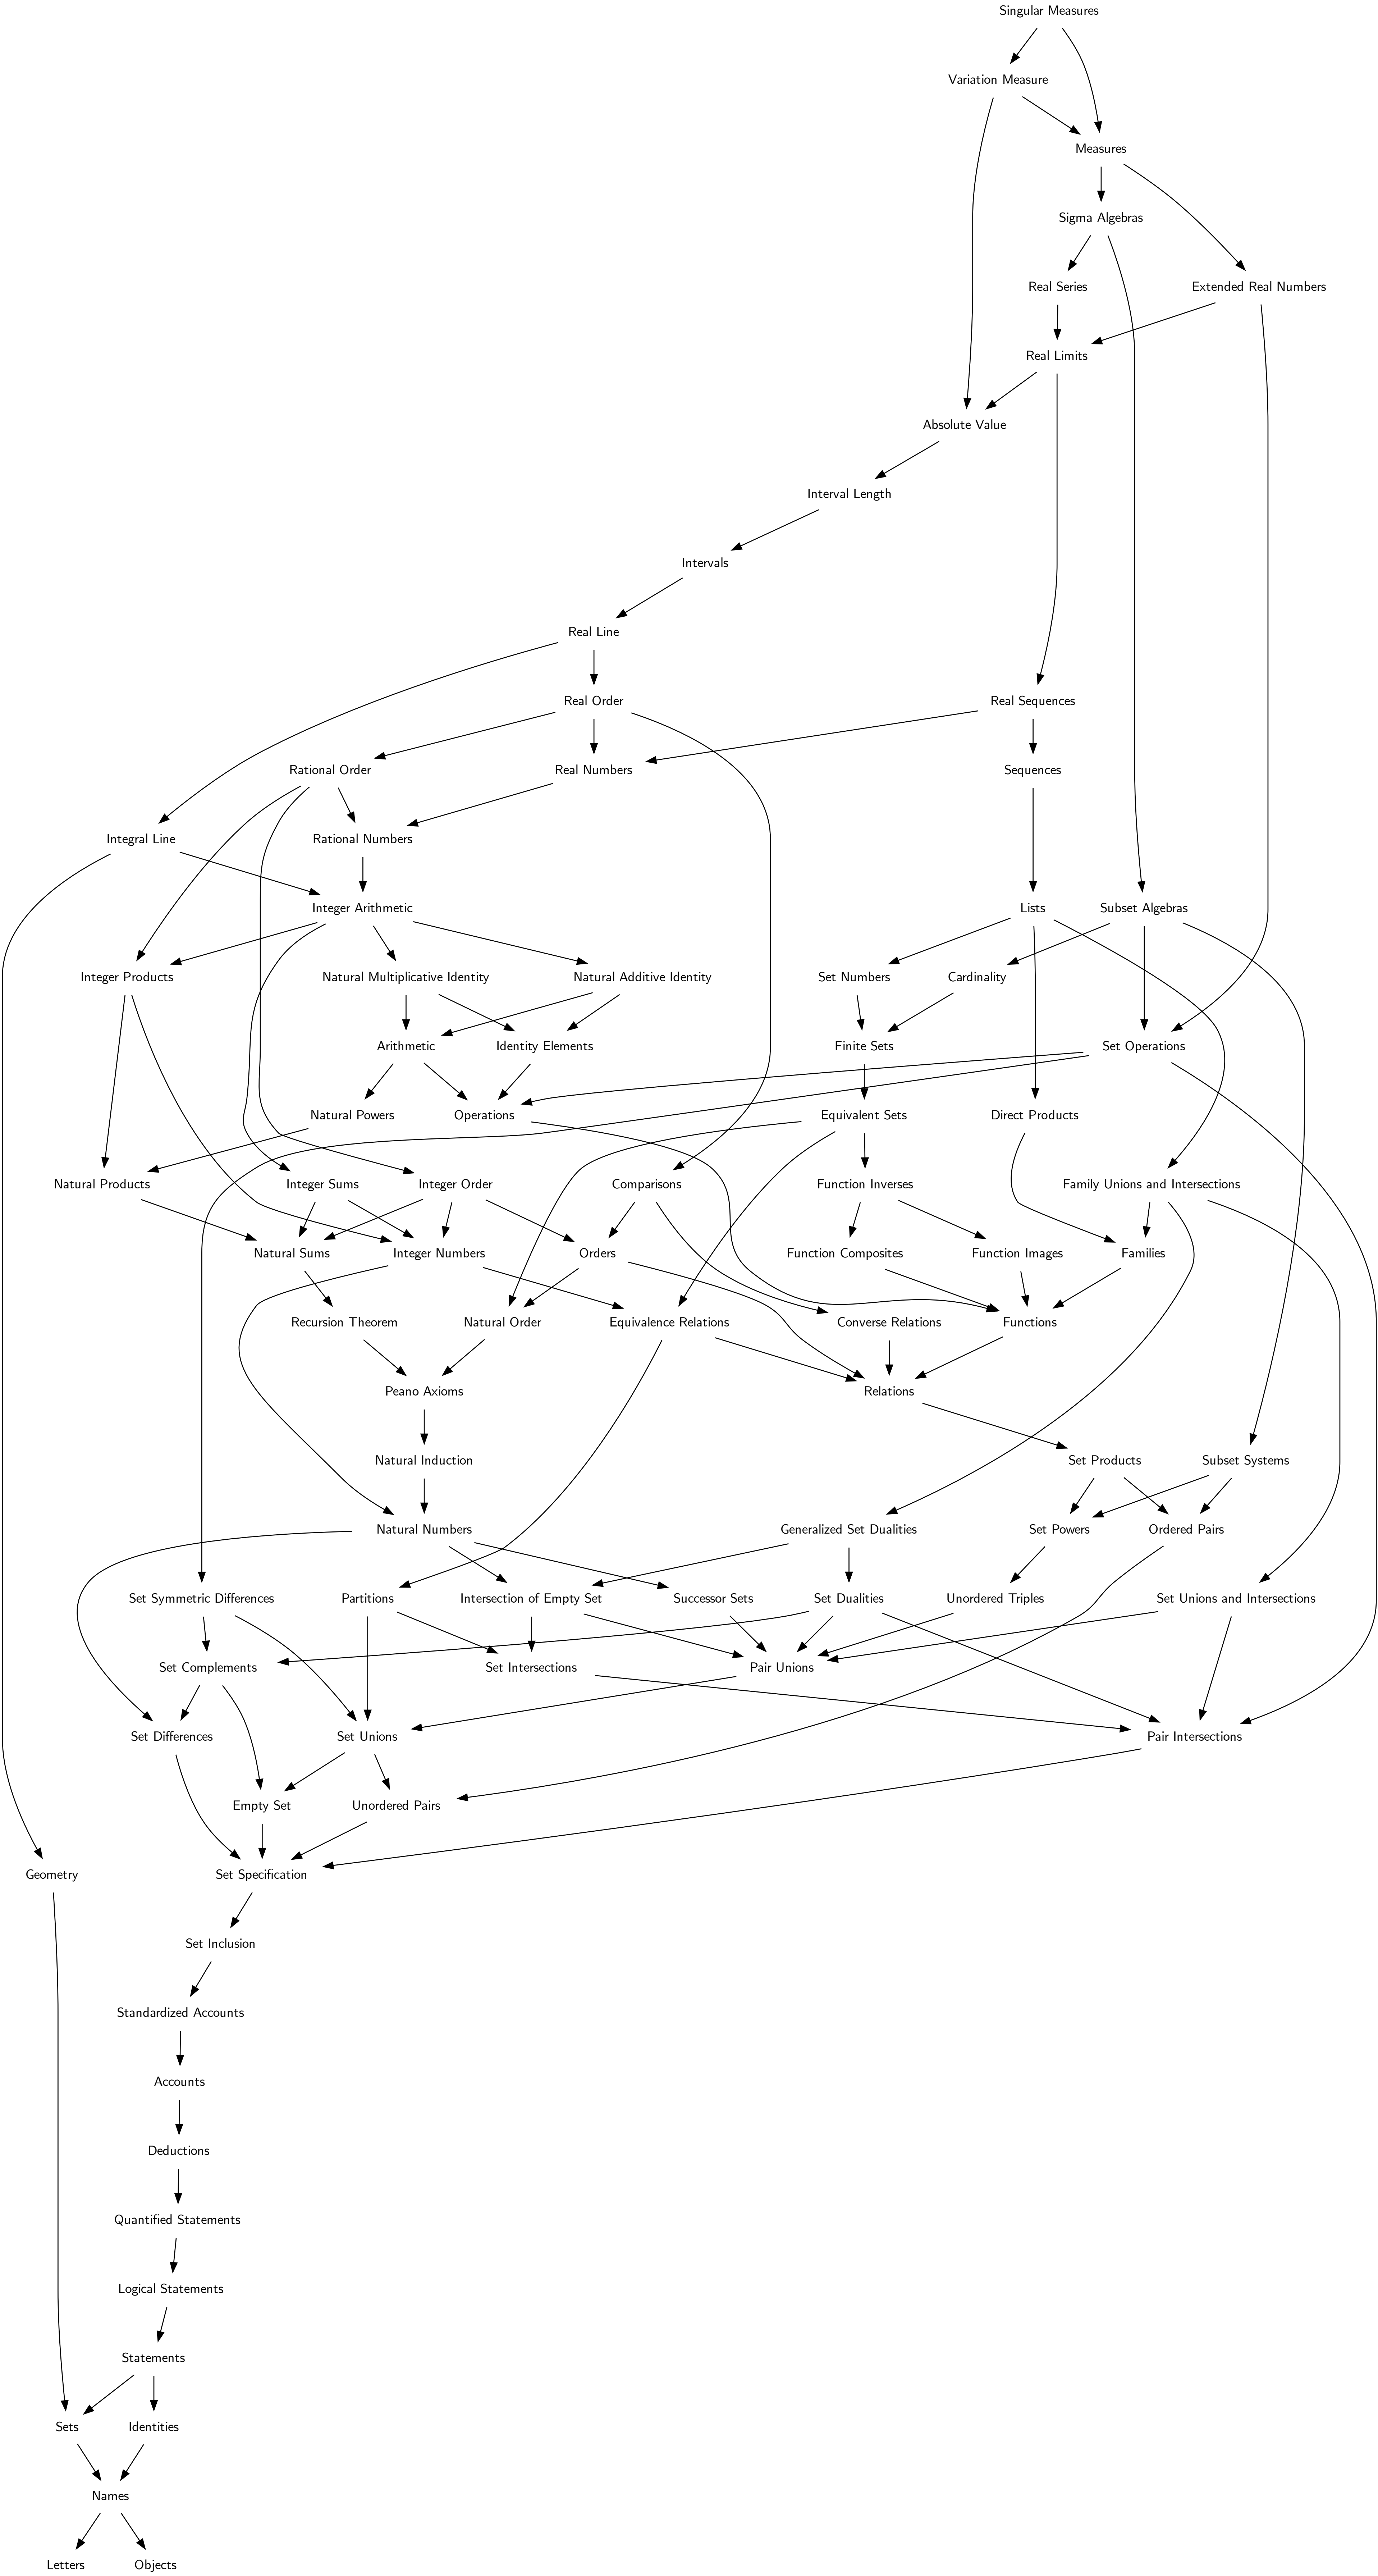 Singular Measures
Variation Measure
Measures
Sigma Algebras
Real Series
Extended Real Numbers
Real Limits
Absolute Value
Interval Length
Intervals
Real Line
Real Order
Real Sequences
Rational Order
Real Numbers
Sequences
Integral Line
Rational Numbers
Integer Arithmetic
Lists
Subset Algebras
Integer Products
Natural Multiplicative Identity
Natural Additive Identity
Set Numbers
Cardinality
Arithmetic
Identity Elements
Finite Sets
Set Operations
Natural Powers
Operations
Equivalent Sets
Direct Products
Natural Products
Integer Sums
Integer Order
Comparisons
Function Inverses
Family Unions and Intersections
Natural Sums
Integer Numbers
Orders
Function Composites
Function Images
Families
Recursion Theorem
Natural Order
Equivalence Relations
Converse Relations
Functions
Peano Axioms
Relations
Natural Induction
Set Products
Subset Systems
Natural Numbers
Generalized Set Dualities
Set Powers
Ordered Pairs
Set Symmetric Differences
Partitions
Intersection of Empty Set
Successor Sets
Set Dualities
Unordered Triples
Set Unions and Intersections
Set Complements
Set Intersections
Pair Unions
Set Differences
Set Unions
Pair Intersections
Empty Set
Unordered Pairs
Geometry
Set Specification
Set Inclusion
Standardized Accounts
Accounts
Deductions
Quantified Statements
Logical Statements
Statements
Sets
Identities
Names
Letters
Objects